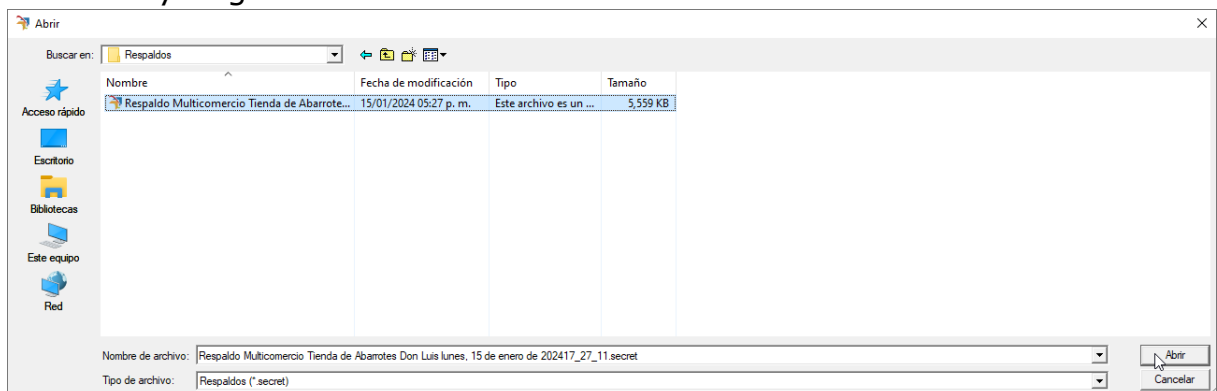 Abrir
Buscar en: Respaldos
Nombre Fecha de modificación Tipo Tamaño
Respaldo Multicomercio Tienda de Abarrote... 15/01/2024 05:27 p. m. Este archivo es un ... 5,559 KB
Acceso rápido
Escritorio
Bibliotecas
Este equipo
Red
Nombre de archivo: Respaldo Multicomercio Tienda de Abarrotes Don Luis lunes, 15 de enero de 202417_27_11.secret Abrir
Tipo de archivo: Respaldos (*.secret) Cancelar